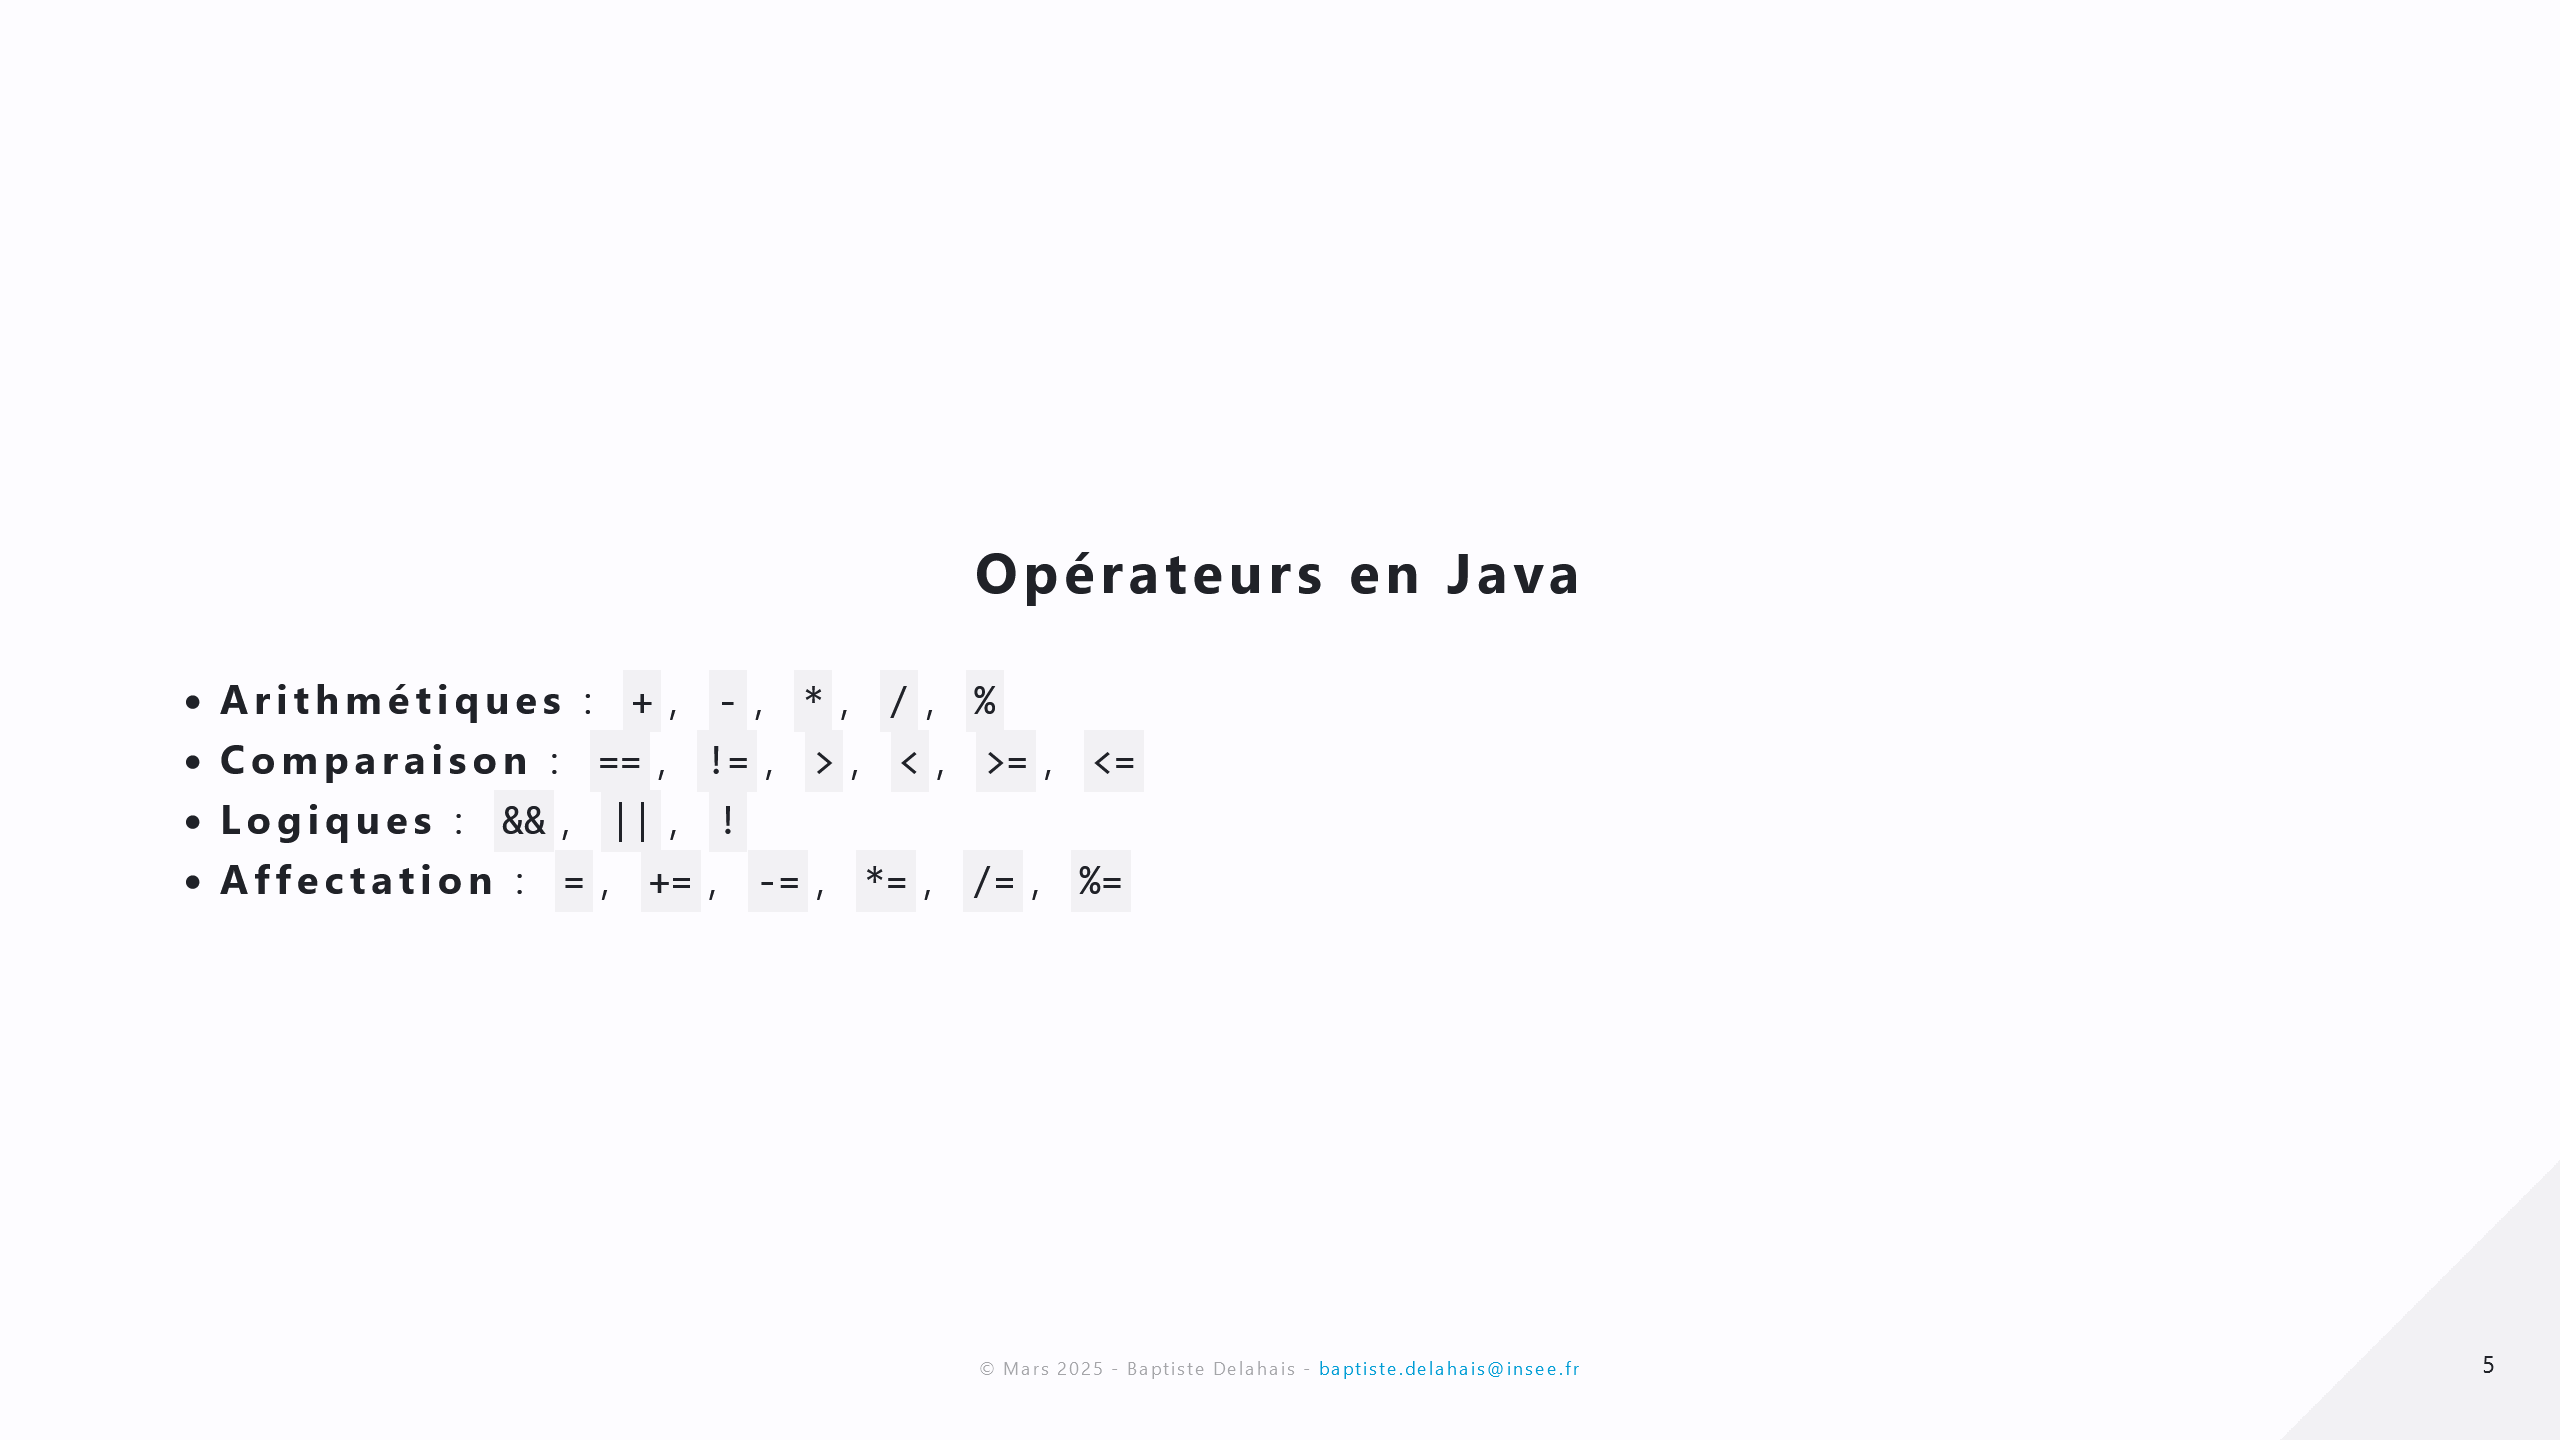 Opérateurs en Java
• Arithmétiques : +, -, *, /, %
• Comparaison : ==, !=, >, <, >=, <=
• Logiques : &&, ||, !
• Affectation : =, +=, -=, *=, /=, %=
© Mars 2025 - Baptiste Delahais - baptiste.delahais@insee.fr
5